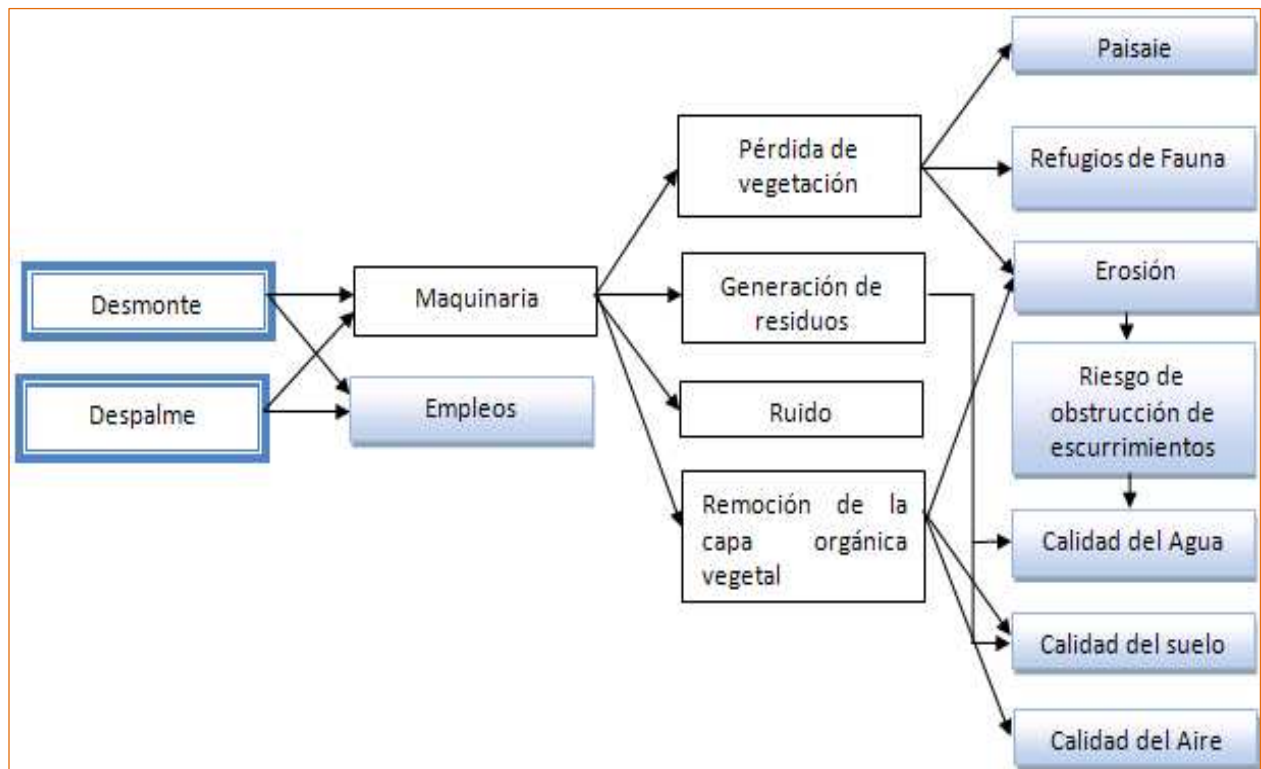 Desmonte
Despalme
Maquinaria
Empleos
Pérdida de
vegetación
Generación de
residuos
Ruido
Remoción de la
capa orgánica
vegetal
Paisaie
Refugios de Fauna
Erosión
Riesgo de
obstrucción de
escurrimientos
Calidad del Agua
Calidad del suelo
Calidad del Aire